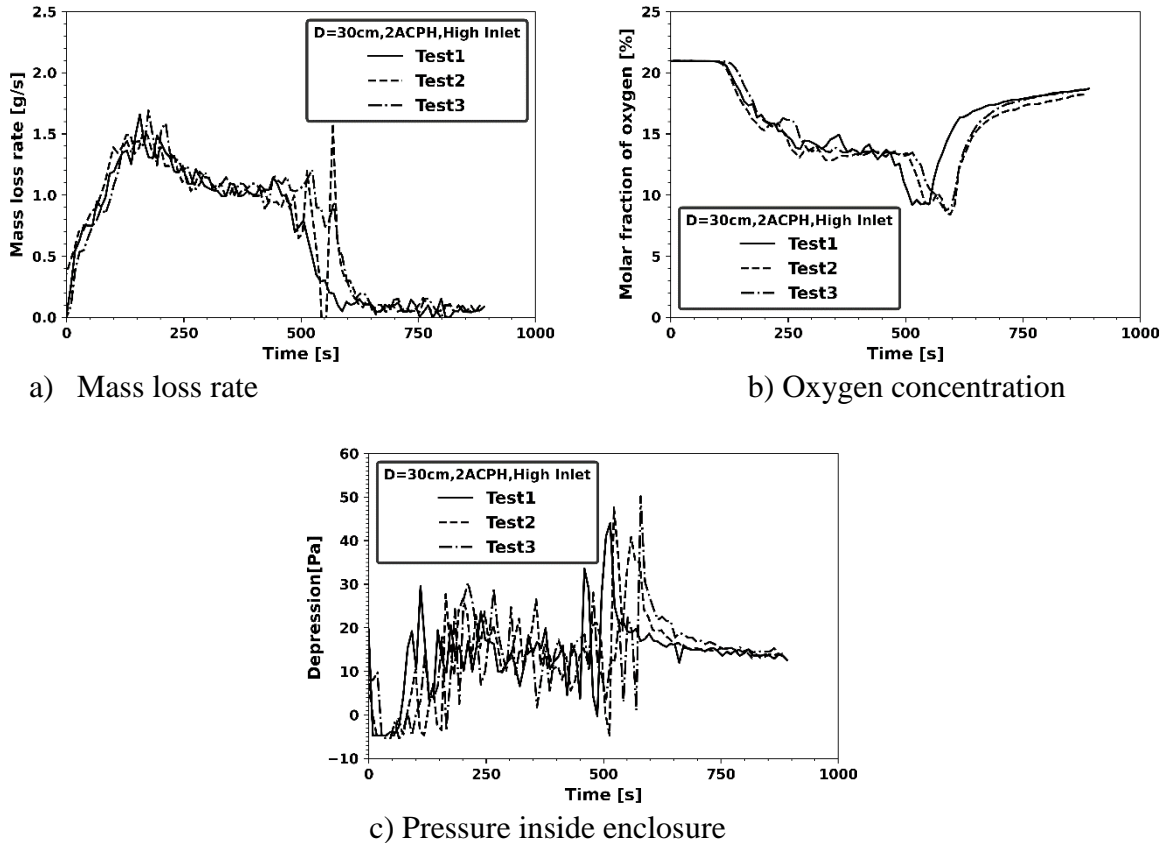 2.5
2.0
1.5
1.0
0.5
0.0
Mass loss rate [g/s]
D=30cm,2ACPH,High Inlet
Test1
Test2
Test3
0 250 500 750 1000
Time [s]
25
20
15
10
5
0
Molar fraction of oxygen [%]
D=30cm,2ACPH,High Inlet
Test1
Test2
Test3
0 250 500 750 1000
Time [s]
a) Mass loss rate
b) Oxygen concentration
60
50
40
30
20
10
0
−10
Depression[Pa]
D=30cm,2ACPH,High Inlet
Test1
Test2
Test3
0 250 500 750 1000
Time [s]
c) Pressure inside enclosure